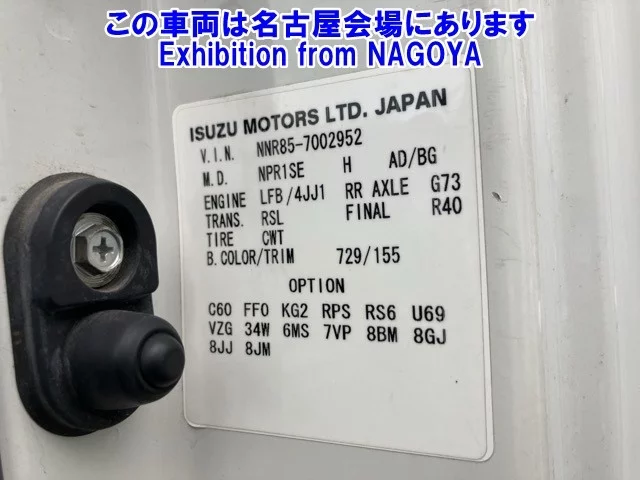 この車両は名古屋会場にあります
Exhibition from NAGOYA
ISUZU MOTORS LTD. JAPAN
V.I.N. NNR85-7002952
M.D. NPR1SE H AD/BG
ENGINE LFB/4JJ1 RR AXLE G73
TRANS. RSL FINAL R40
TIRE CWT
B.COLOR/TRIM 729/155
OPTION
C60 FF0 KG2 RPS RS6 U69
VZG 34W 6MS 7VP 8BM 8GJ
8JJ 8JM